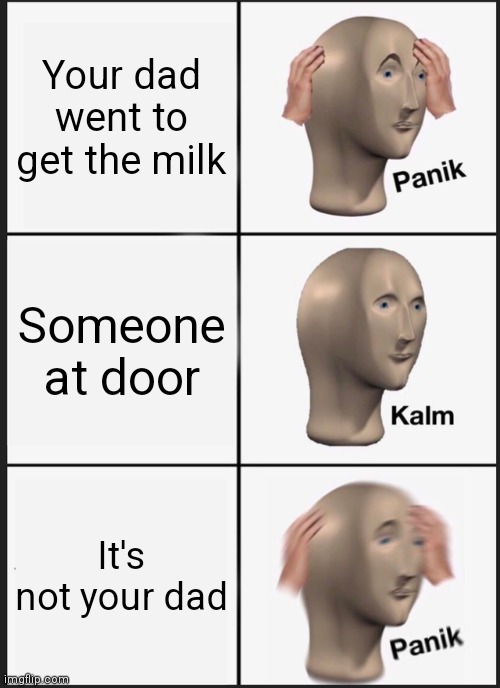 Your dad
went to
get the milk
Panik
Someone
at door
Kalm
It's
not your dad
Panik
imgflip.com